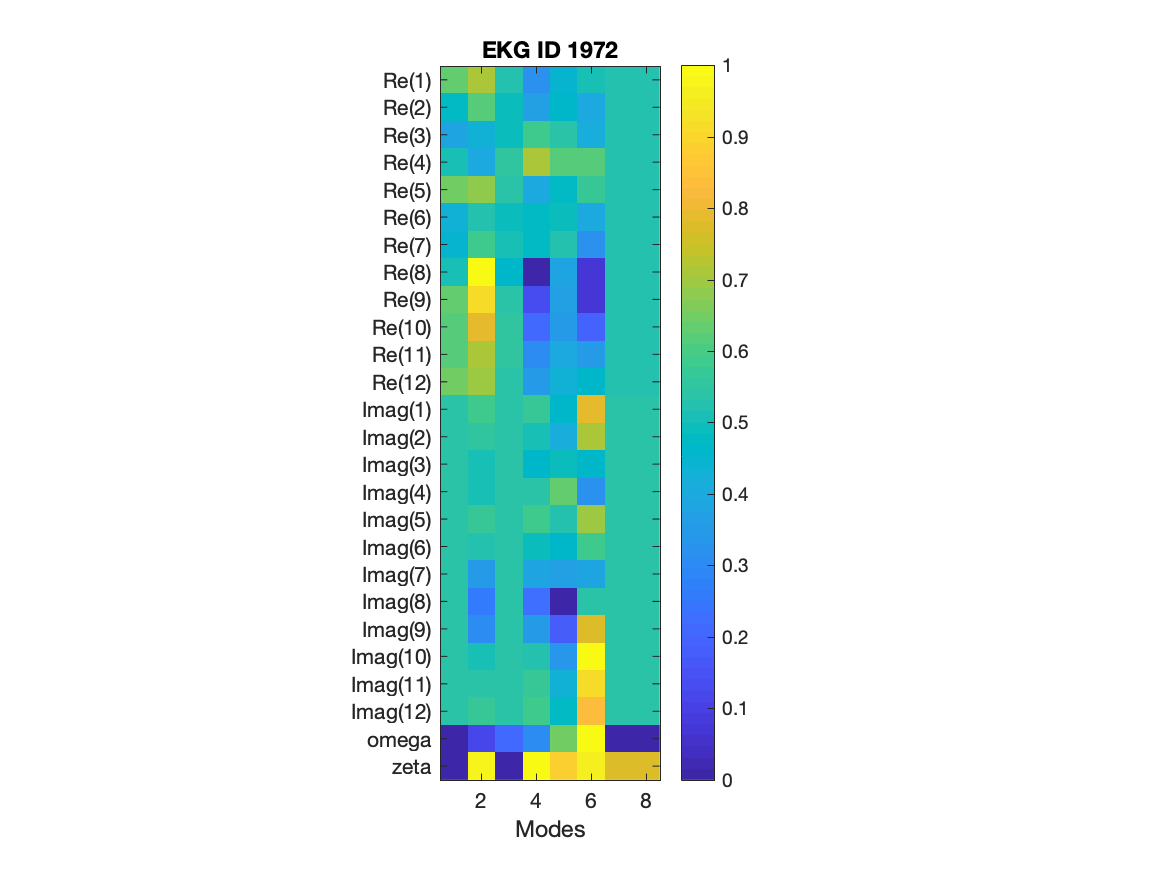 EKG ID 1972
Re(1)
Re(2)
Re(3)
Re(4)
Re(5)
Re(6)
Re(7)
Re(8)
Re(9)
Re(10)
Re(11)
Re(12)
Imag(1)
Imag(2)
Imag(3)
Imag(4)
Imag(5)
Imag(6)
Imag(7)
Imag(8)
Imag(9)
Imag(10)
Imag(11)
Imag(12)
omega
zeta
2 4 6 8
Modes
1
0.9
0.8
0.7
0.6
0.5
0.4
0.3
0.2
0.1
0